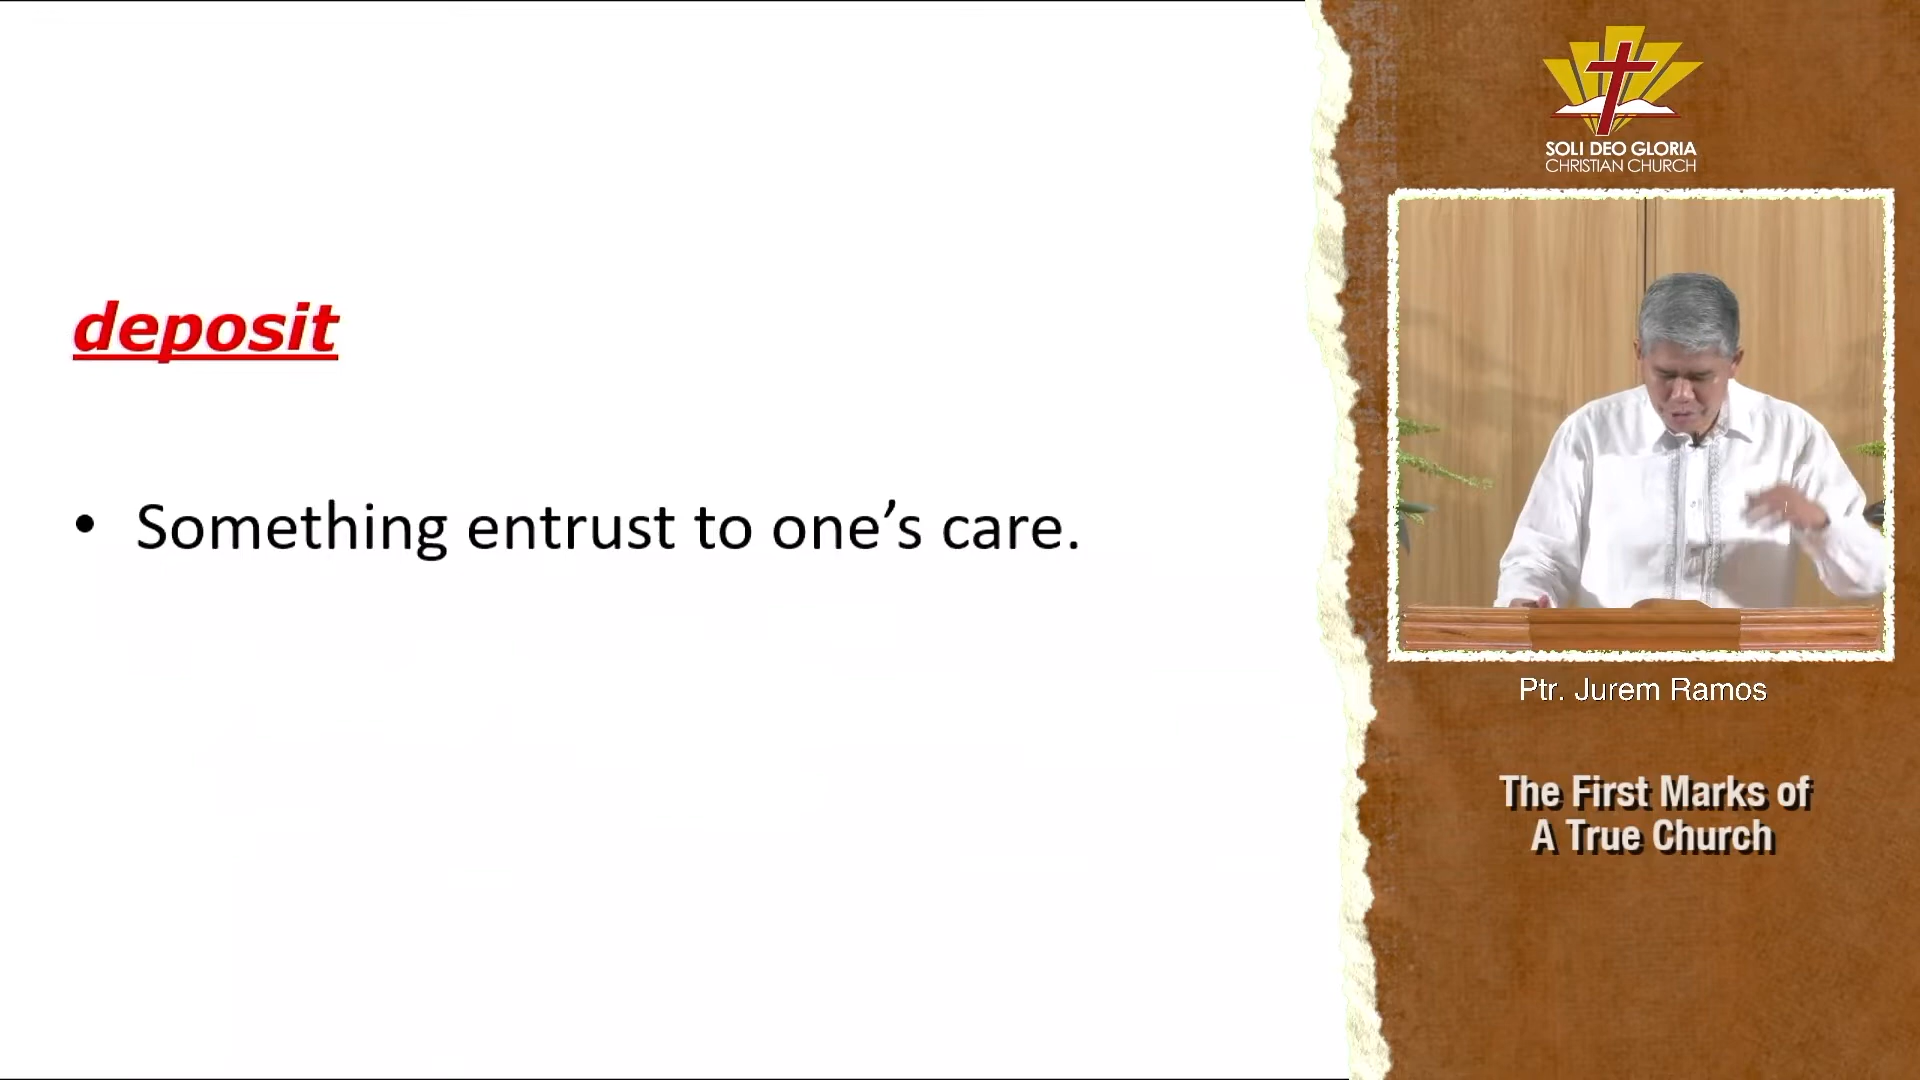 deposit
• Something entrust to one’s care.
SOLI DEO GLORIA
CHRISTIAN CHURCH
Ptr. Jurem Ramos
The First Marks of
A True Church